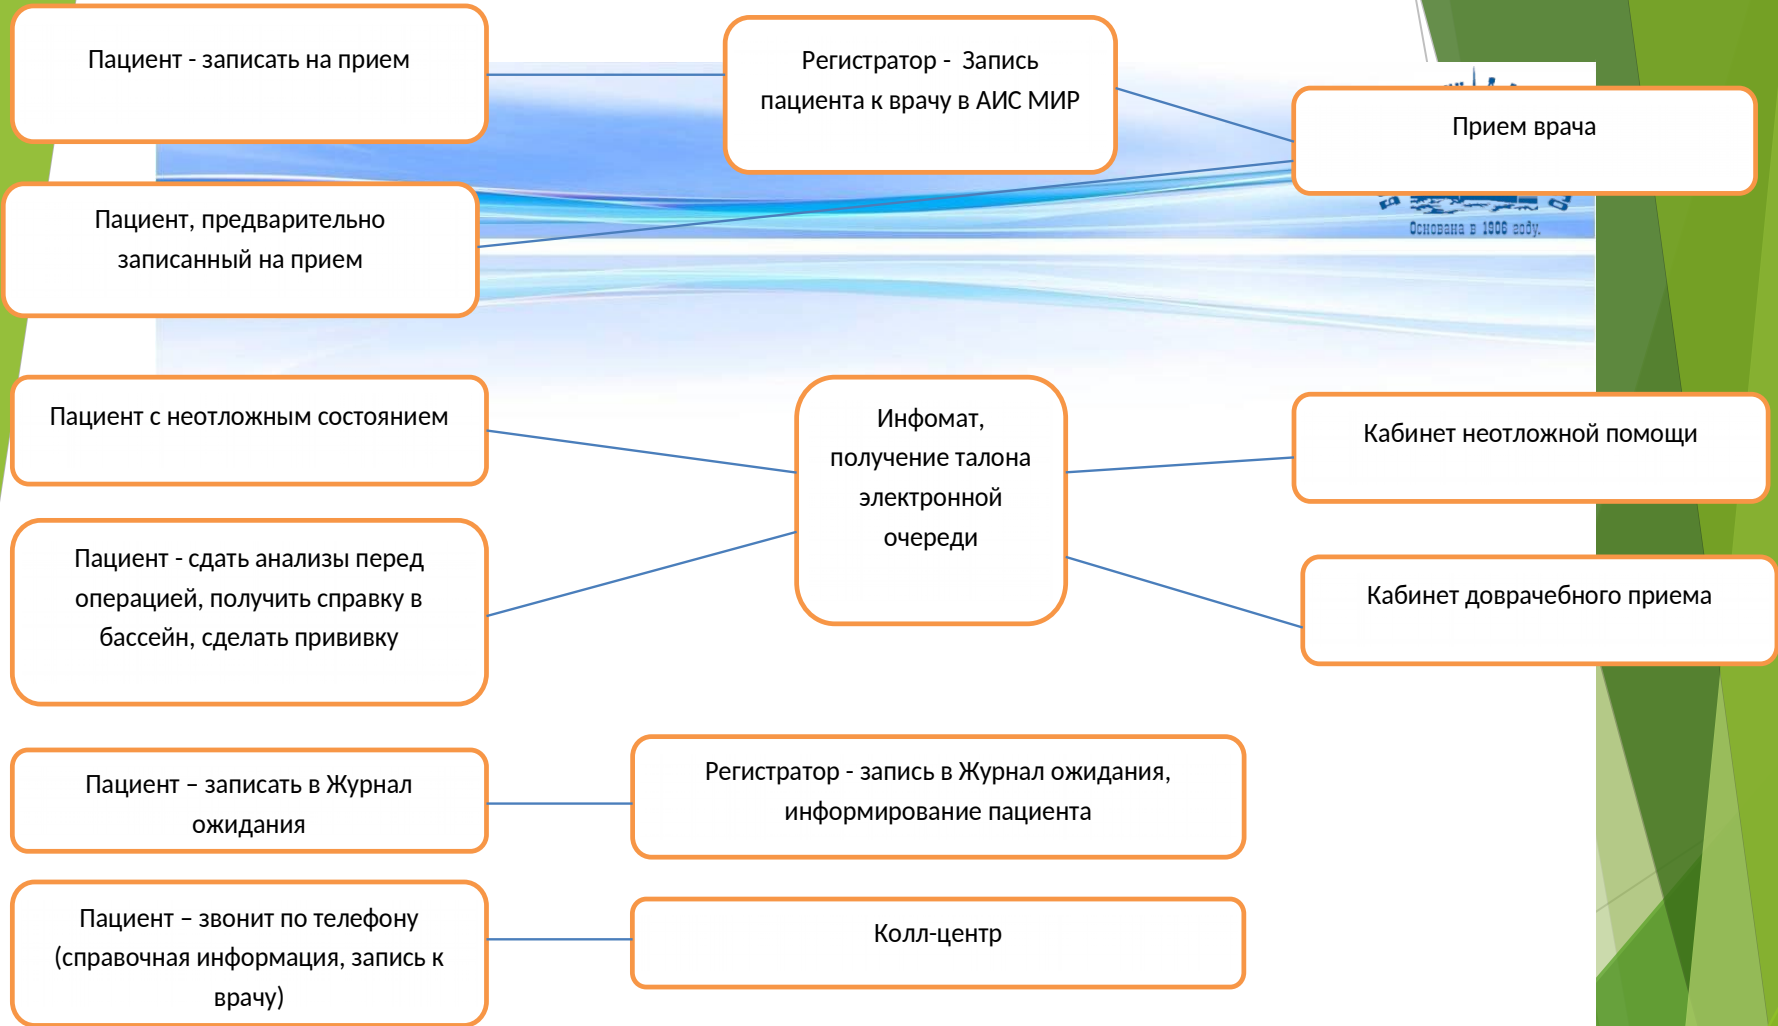 Пациент - записать на прием
Регистратор - Запись
пациента к врачу в АИС МИР
Прием врача
Пациент, предварительно
записанный на прием
Основана в 1906 году.
Пациент с неотложным состоянием
Инфомат,
получение талона
электронной
очереди
Кабинет неотложной помощи
Пациент - сдать анализы перед
операцией, получить справку в
бассейн, сделать прививку
Кабинет доврачебного приема
Пациент – записать в Журнал
ожидания
Регистратор - запись в Журнал ожидания,
информирование пациента
Пациент – звонит по телефону
(справочная информация, запись к
врачу)
Колл-центр